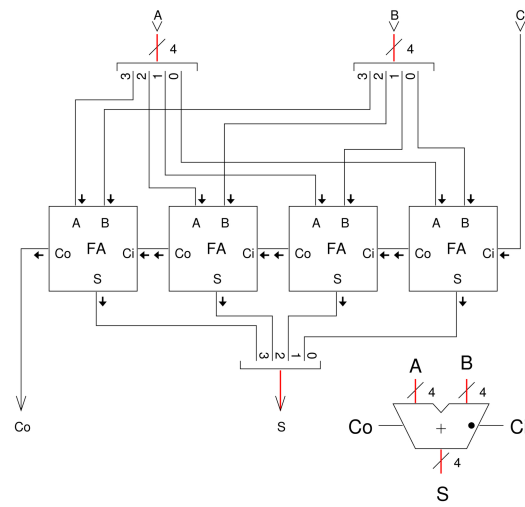 A B C
4 4
3 2 1 0 3 2 1 0
A B A B A B A B
Co FA Ci Co FA Ci Co FA Ci Co FA Ci
S S S S
3 2 1 0
A B
4 4
Co S Co + Ci
4
S